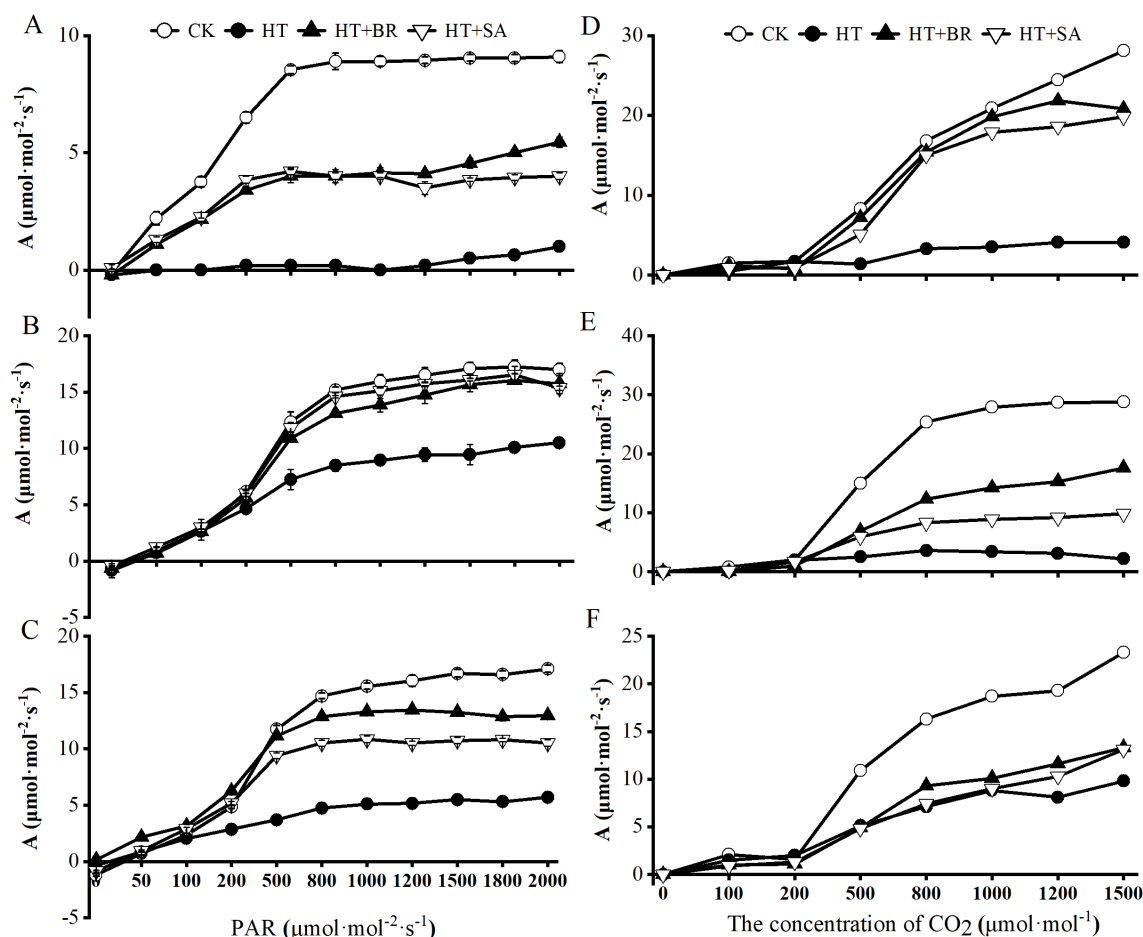 A
CK HT HT+BR HT+SA
10
5
0
A (μmol·mol⁻²·s⁻¹)
B
20
15
10
5
0
-5
A (μmol·mol⁻²·s⁻¹)
C
20
15
10
5
0
-5
A (μmol·mol⁻²·s⁻¹)
0 50 100 200 500 800 1000 1200 1500 1800 2000
PAR (μmol·mol⁻²·s⁻¹)
D
CK HT HT+BR HT+SA
30
20
10
0
A (μmol·mol⁻²·s⁻¹)
E
40
30
20
10
0
A (μmol·mol⁻²·s⁻¹)
F
25
20
15
10
5
0
A (μmol·mol⁻²·s⁻¹)
0 100 200 500 800 1000 1200 1500
The concentration of CO₂ (μmol·mol⁻¹)